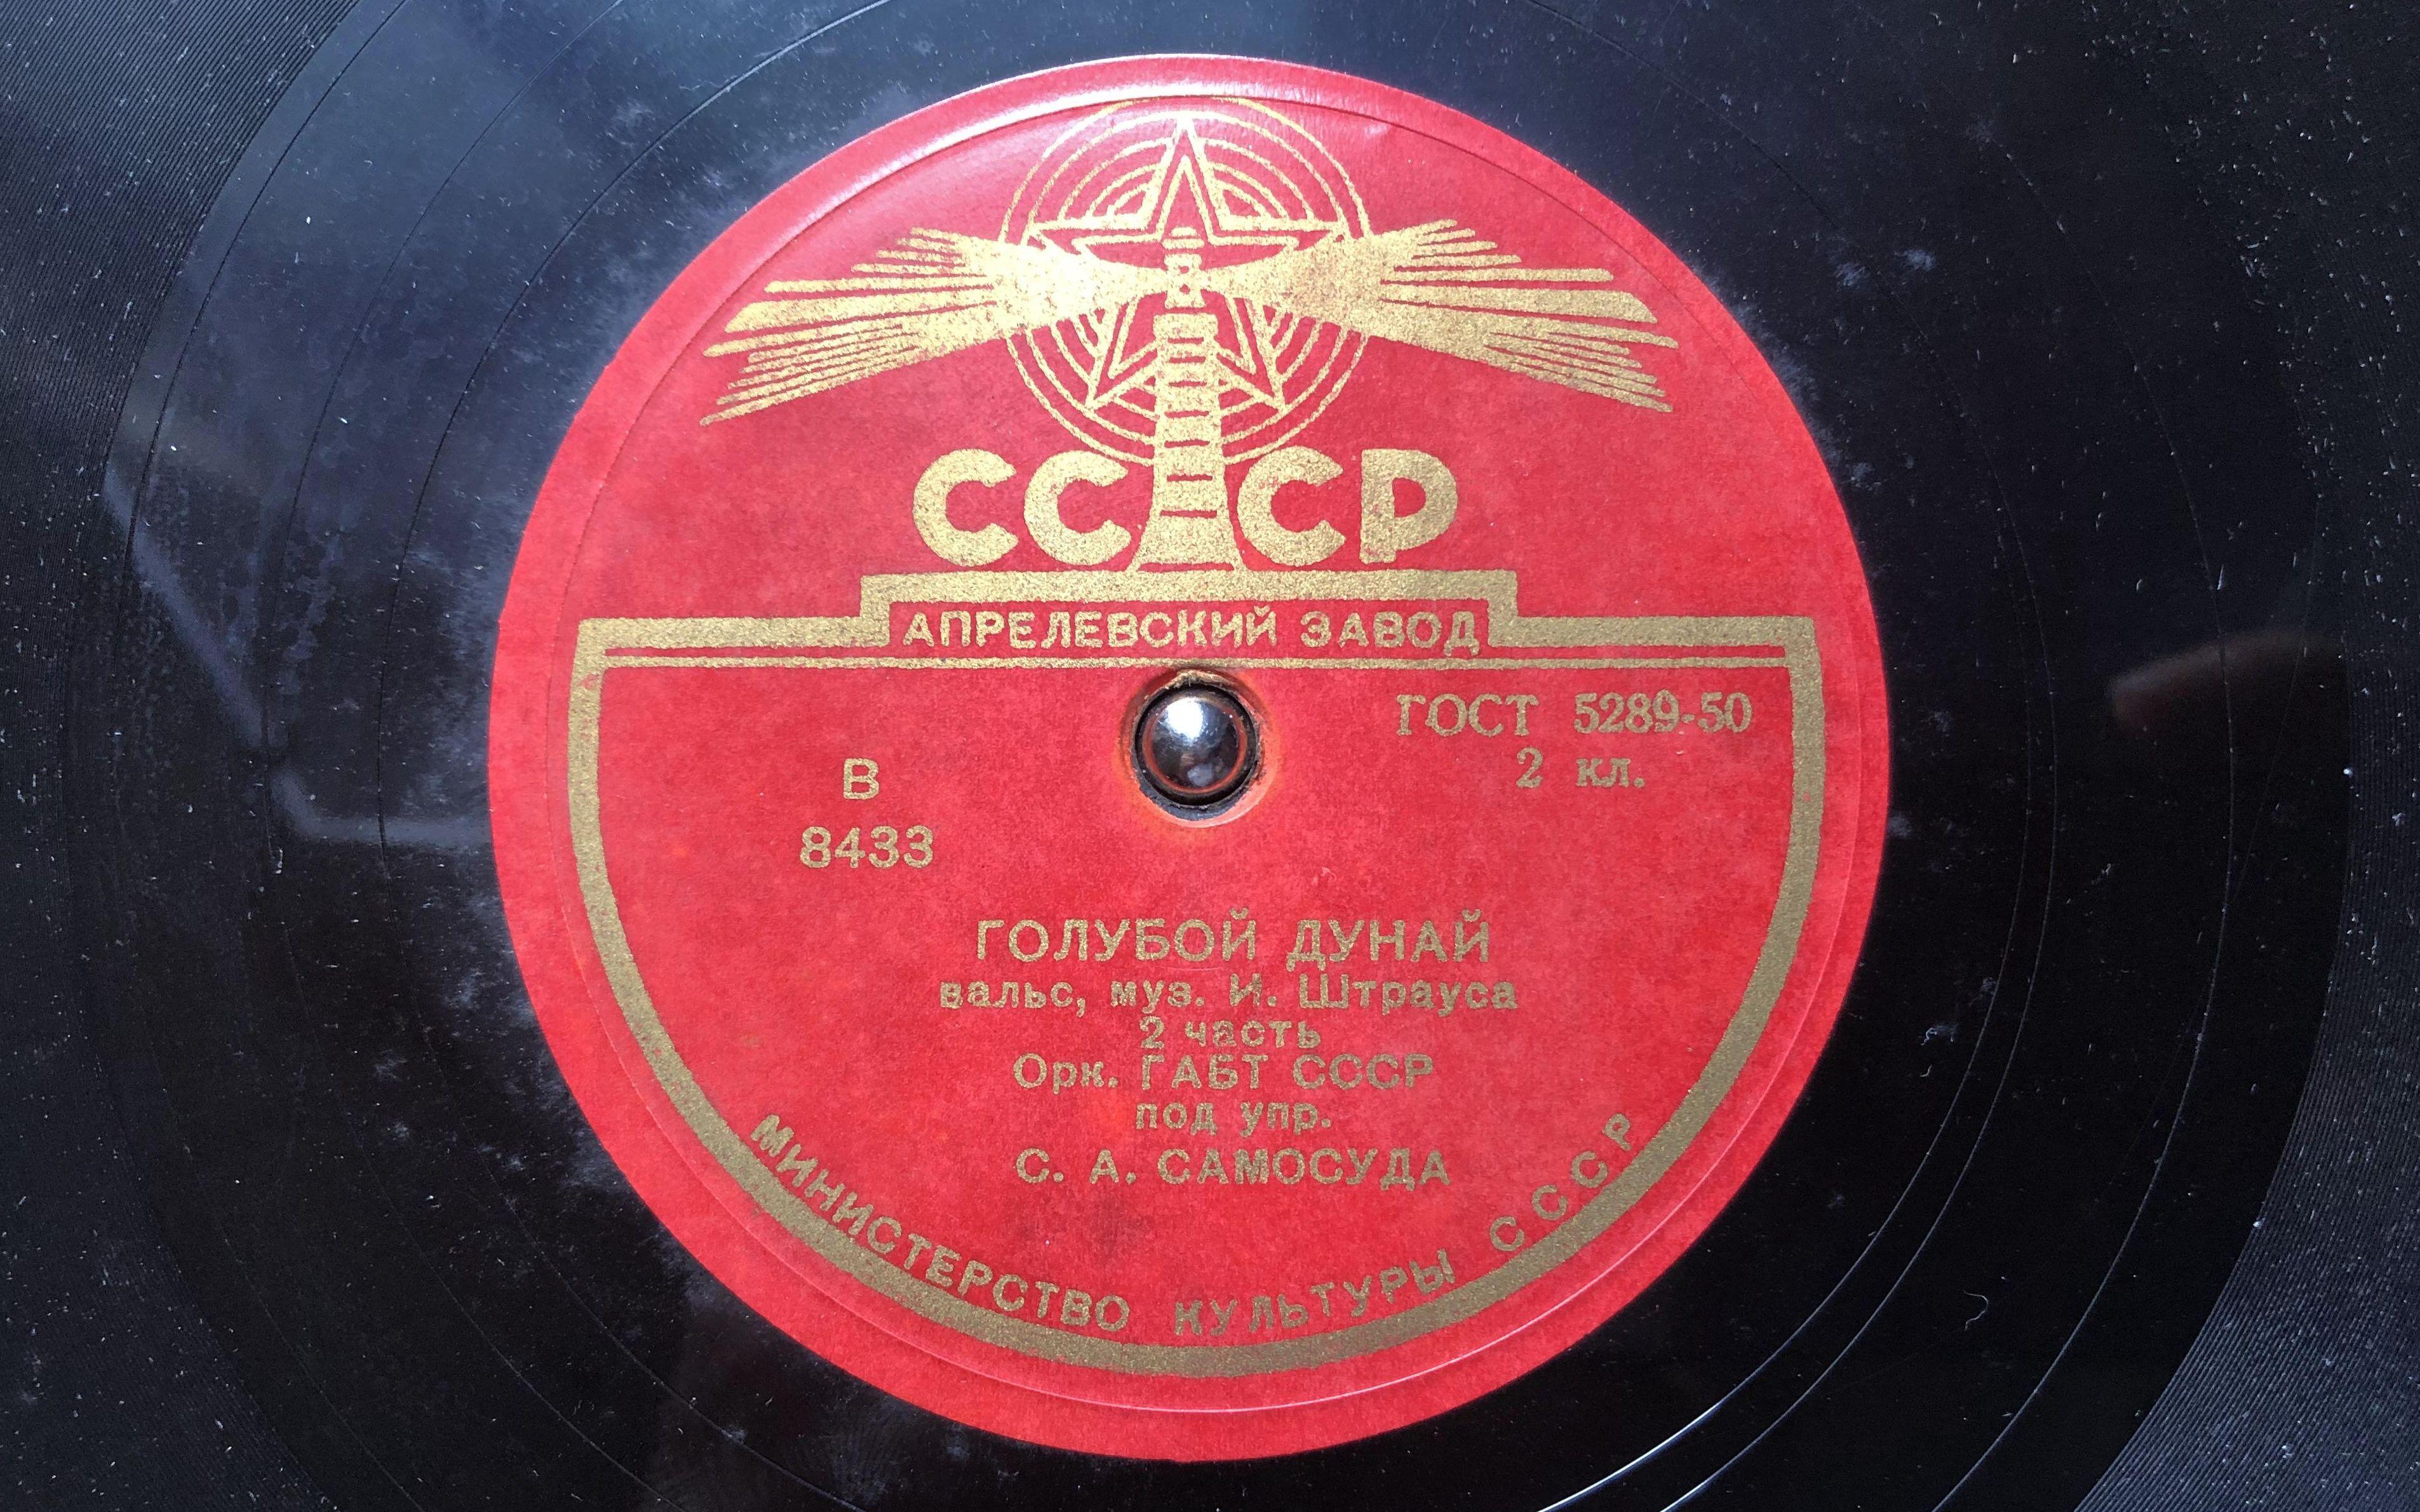 СССР
АПРЕЛЕВСКИЙ ЗАВОД
ГОСТ 5289-50
2 кл.
В
8433
ГОЛУБОЙ ДУНАЙ
вальс, муз. И. Штрауса
2 часть
Орк. ГАБТ СССР
под упр.
С. А. САМОСУДА
МИНИСТЕРСТВО КУЛЬТУРЫ СССР